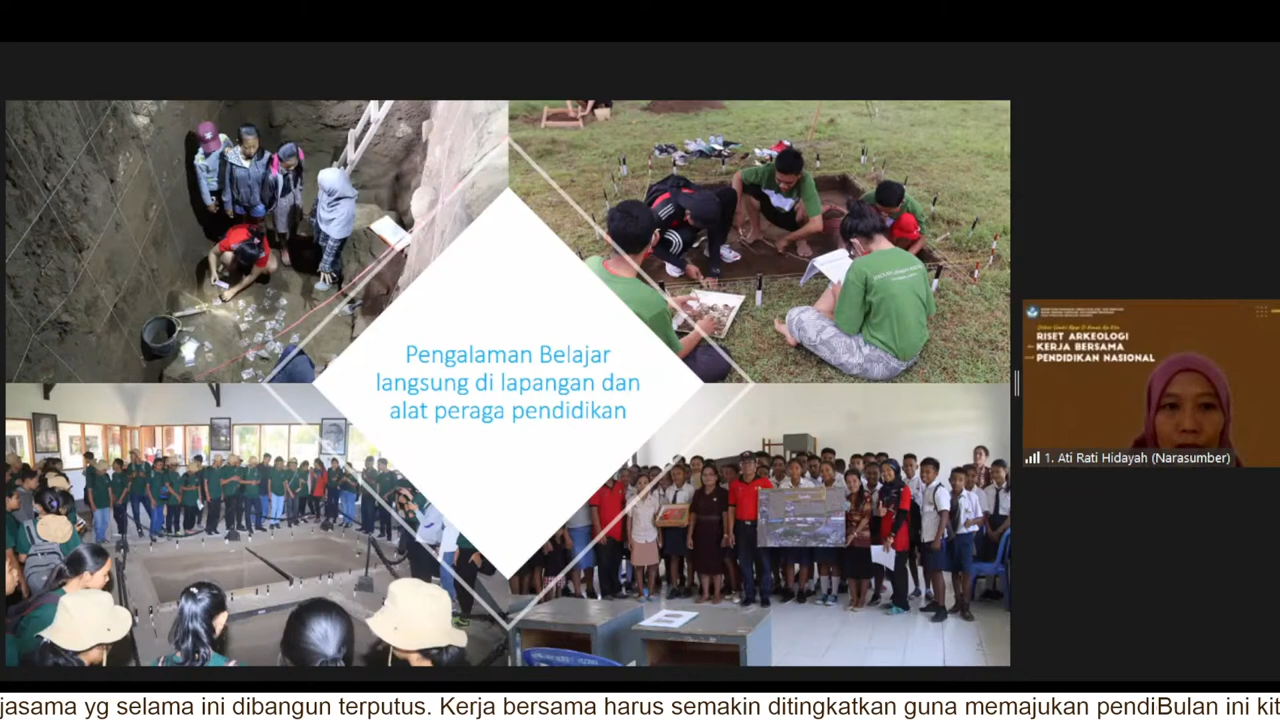 Pengalaman Belajar
langsung di lapangan dan
alat peraga pendidikan
RISET ARKEOLOGI
KERJA BERSAMA
PENDIDIKAN NASIONAL
1. Ati Rati Hidayah (Narasumber)
jasama yg selama ini dibangun terputus. Kerja bersama harus semakin ditingkatkan guna memajukan pendiBulan ini kit